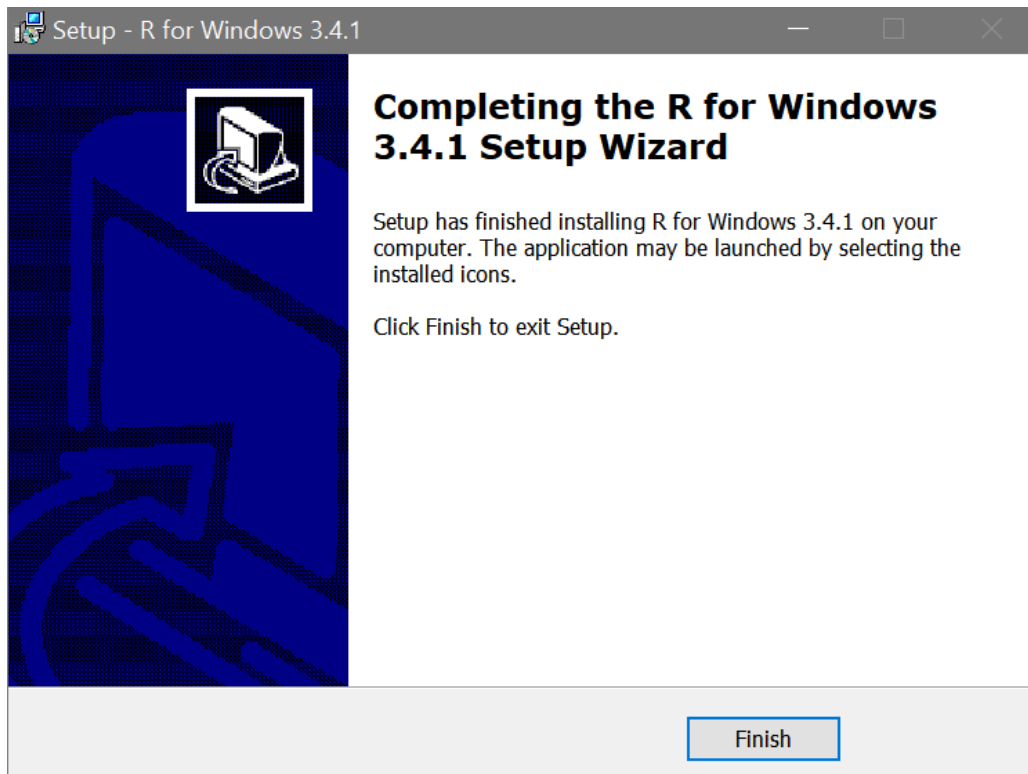 Setup - R for Windows 3.4.1
Completing the R for Windows
3.4.1 Setup Wizard
Setup has finished installing R for Windows 3.4.1 on your
computer. The application may be launched by selecting the
installed icons.
Click Finish to exit Setup.
Finish